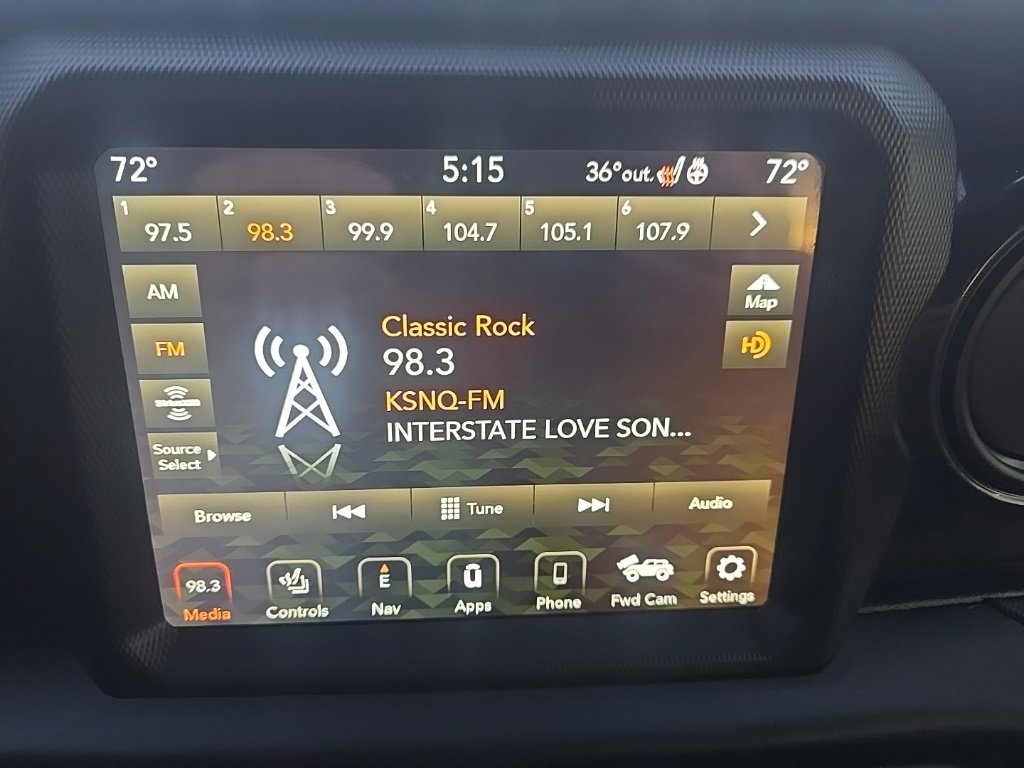 72° 5:15 36°out. 72°
1 2 3 4 5 6
97.5 98.3 99.9 104.7 105.1 107.9
AM
FM
SiriusXM
Source
Select
Map
HD
Classic Rock
98.3
KSNQ-FM
INTERSTATE LOVE SON...
Browse Tune Audio
98.3 E
Media Controls Nav Apps Phone Fwd Cam Settings